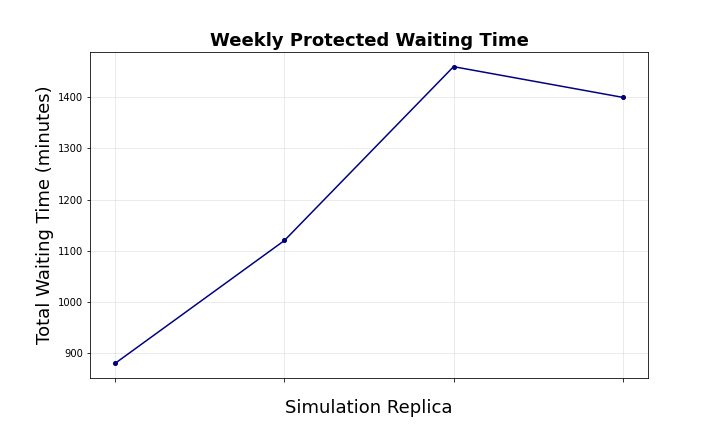 Weekly Protected Waiting Time
Total Waiting Time (minutes)
1400
1300
1200
1100
1000
900
Simulation Replica